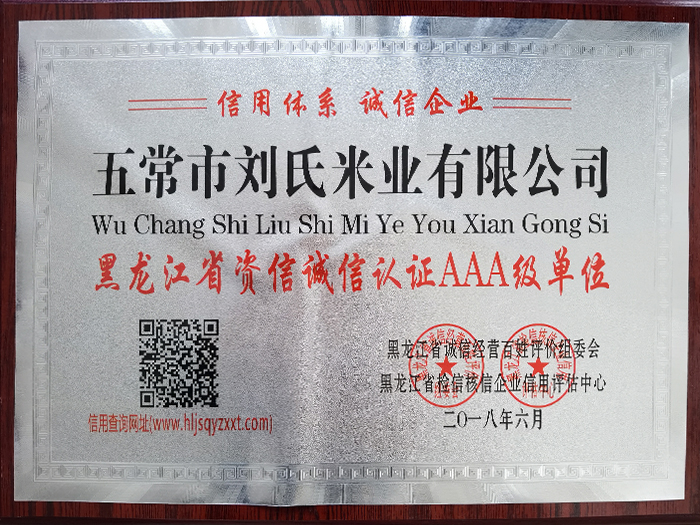 信用体系 诚信企业
五常市刘氏米业有限公司
Wu Chang Shi Liu Shi Mi Ye You Xian Gong Si
黑龙江省资信诚信认证AAA级单位
黑龙江省诚信经营百姓评价组委会
黑龙江省检信核信企业信用评估中心
二〇一八年六月
信用查询网址(www.hljsqyzxxt.com)